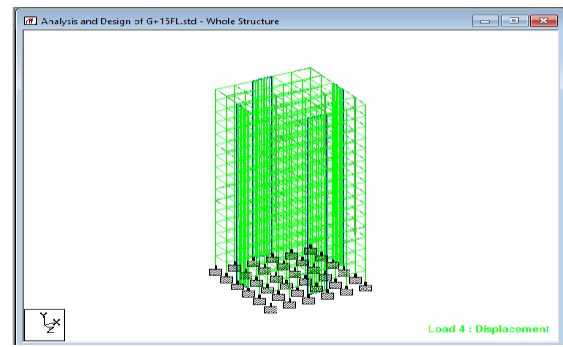 Analysis and Design of G+15FL.std - Whole Structure
Y
X
Z
Load 4 : Displacement